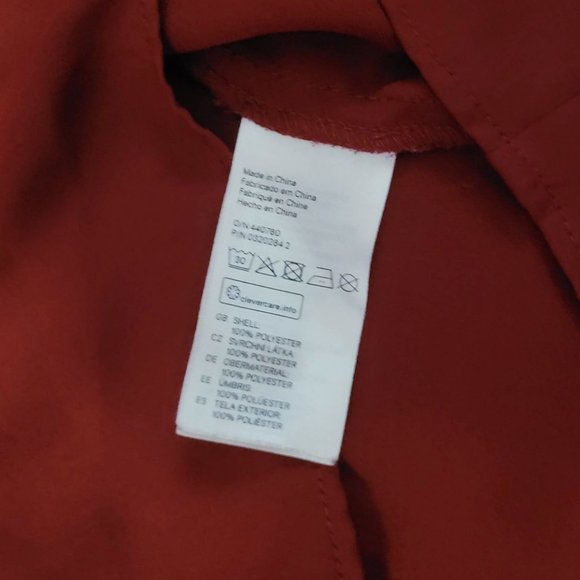 Made in China
Fabricado em China
Fabriqué en Chine
Hecho en China
O/N 440780
P/N 0320284 2
30
clevercare.info
GB SHELL:
100% POLYESTER
CZ SVRCHNÍ LÁTKA:
100% POLYESTER
DE OBERMATERIAL:
100% POLYESTER
EE ÜMBRIS:
100% POLÜESTER
ES TELA EXTERIOR:
100% POLIÉSTER